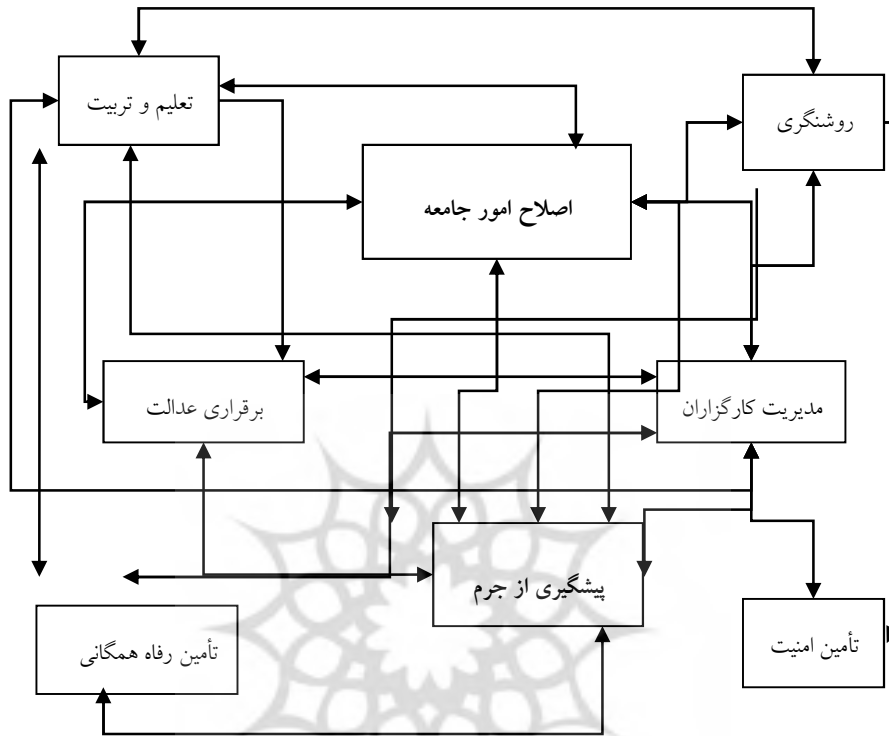 تعلیم و تربیت
روشنگری
اصلاح امور جامعه
برقراری عدالت
مدیریت کارگزاران
پیشگیری از جرم
تأمین رفاه همگانی
تأمین امنیت